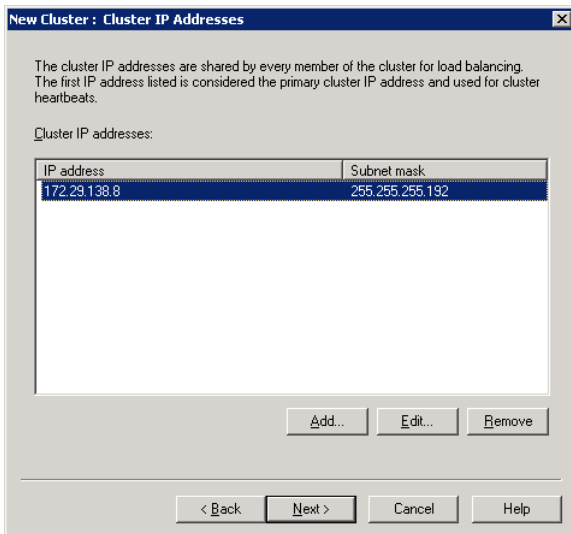 New Cluster : Cluster IP Addresses
The cluster IP addresses are shared by every member of the cluster for load balancing.
The first IP address listed is considered the primary cluster IP address and used for cluster
heartbeats.
Cluster IP addresses:
IP address Subnet mask
172.29.138.8 255.255.255.192
Add... Edit... Remove
< Back Next > Cancel Help